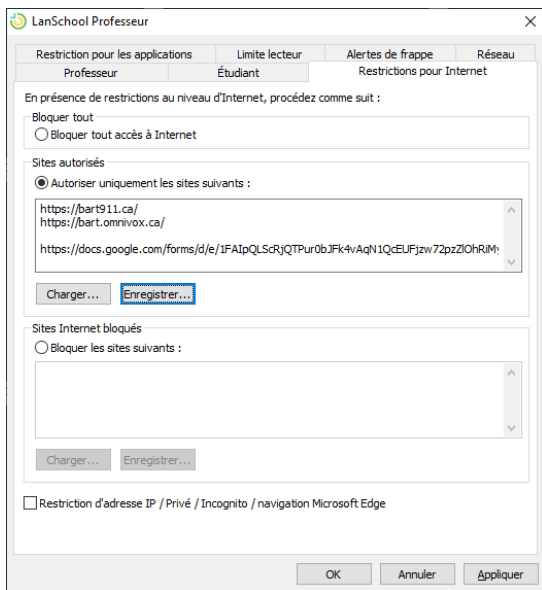 LanSchool Professeur
Restriction pour les applications Limite lecteur Alertes de frappe Réseau
Professeur Étudiant Restrictions pour Internet
En présence de restrictions au niveau d'Internet, procédez comme suit :
Bloquer tout
Bloquer tout accès à Internet
Sites autorisés
Autoriser uniquement les sites suivants :
https://bart911.ca/
https://bart.omnivox.ca/
https://docs.google.com/forms/d/e/1FAIpQLScRjQTPur0bJFk4vAqN1QcEUFjzw72pzZlOhRiMy
Charger... Enregistrer...
Sites Internet bloqués
Bloquer les sites suivants :
Charger... Enregistrer...
Restriction d'adresse IP / Privé / Incognito / navigation Microsoft Edge
OK Annuler Appliquer